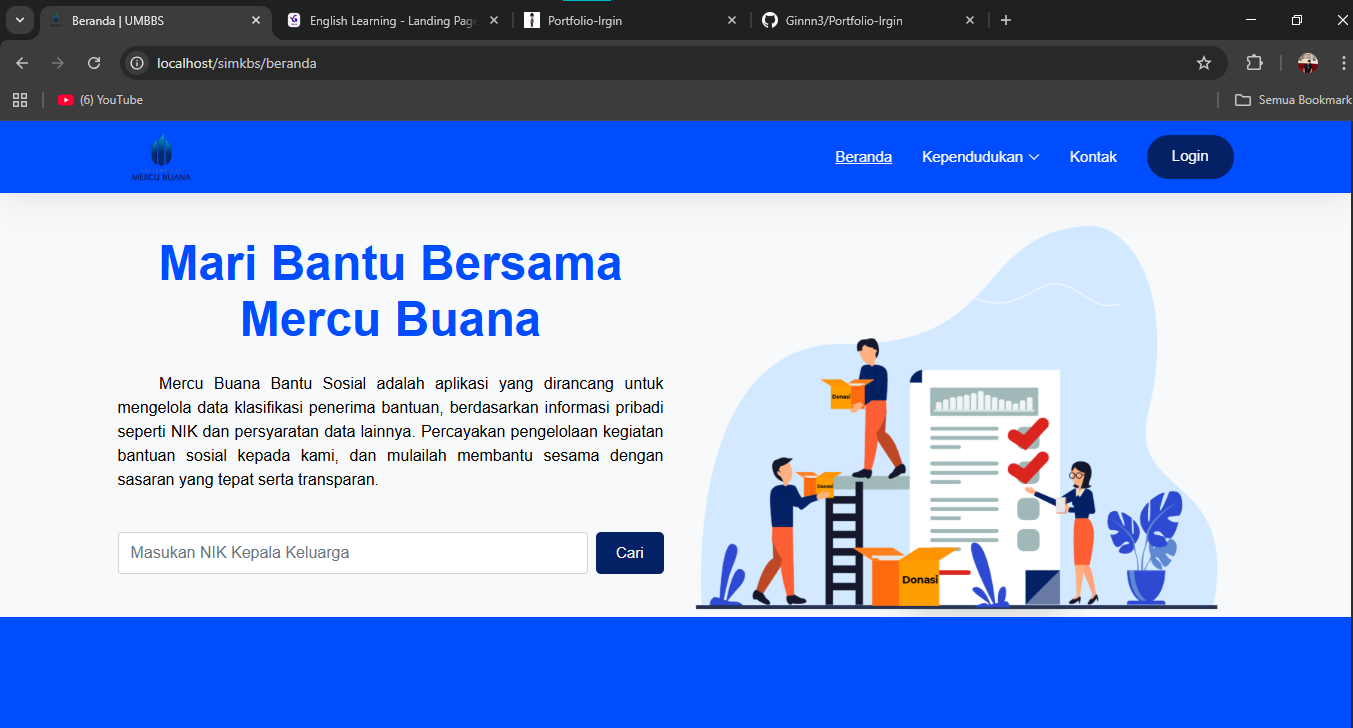 Beranda | UMBBS
English Learning - Landing Page
Portfolio-Irgin
Ginnn3/Portfolio-Irgin
localhost/simkbs/beranda
(6) YouTube
Semua Bookmark
MERCU BUANA
Beranda
Kependudukan
Kontak
Login
Mari Bantu Bersama
Mercu Buana
Mercu Buana Bantu Sosial adalah aplikasi yang dirancang untuk
mengelola data klasifikasi penerima bantuan, berdasarkan informasi pribadi
seperti NIK dan persyaratan data lainnya. Percayakan pengelolaan kegiatan
bantuan sosial kepada kami, dan mulailah membantu sesama dengan
sasaran yang tepat serta transparan.
Masukan NIK Kepala Keluarga
Cari
Donasi
Donasi
Donasi